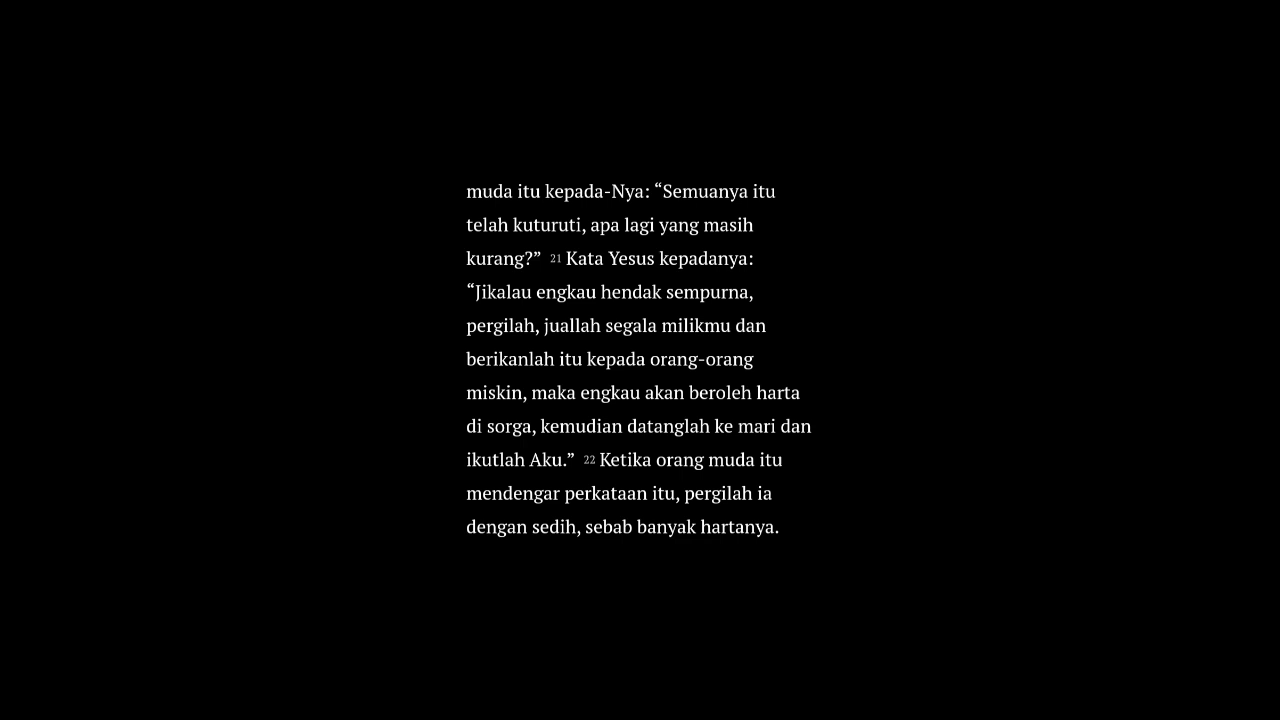 muda itu kepada-Nya: “Semuanya itu
telah kuturuti, apa lagi yang masih
kurang?” 21 Kata Yesus kepadanya:
“Jikalau engkau hendak sempurna,
pergilah, juallah segala milikmu dan
berikanlah itu kepada orang-orang
miskin, maka engkau akan beroleh harta
di sorga, kemudian datanglah ke mari dan
ikutlah Aku.” 22 Ketika orang muda itu
mendengar perkataan itu, pergilah ia
dengan sedih, sebab banyak hartanya.